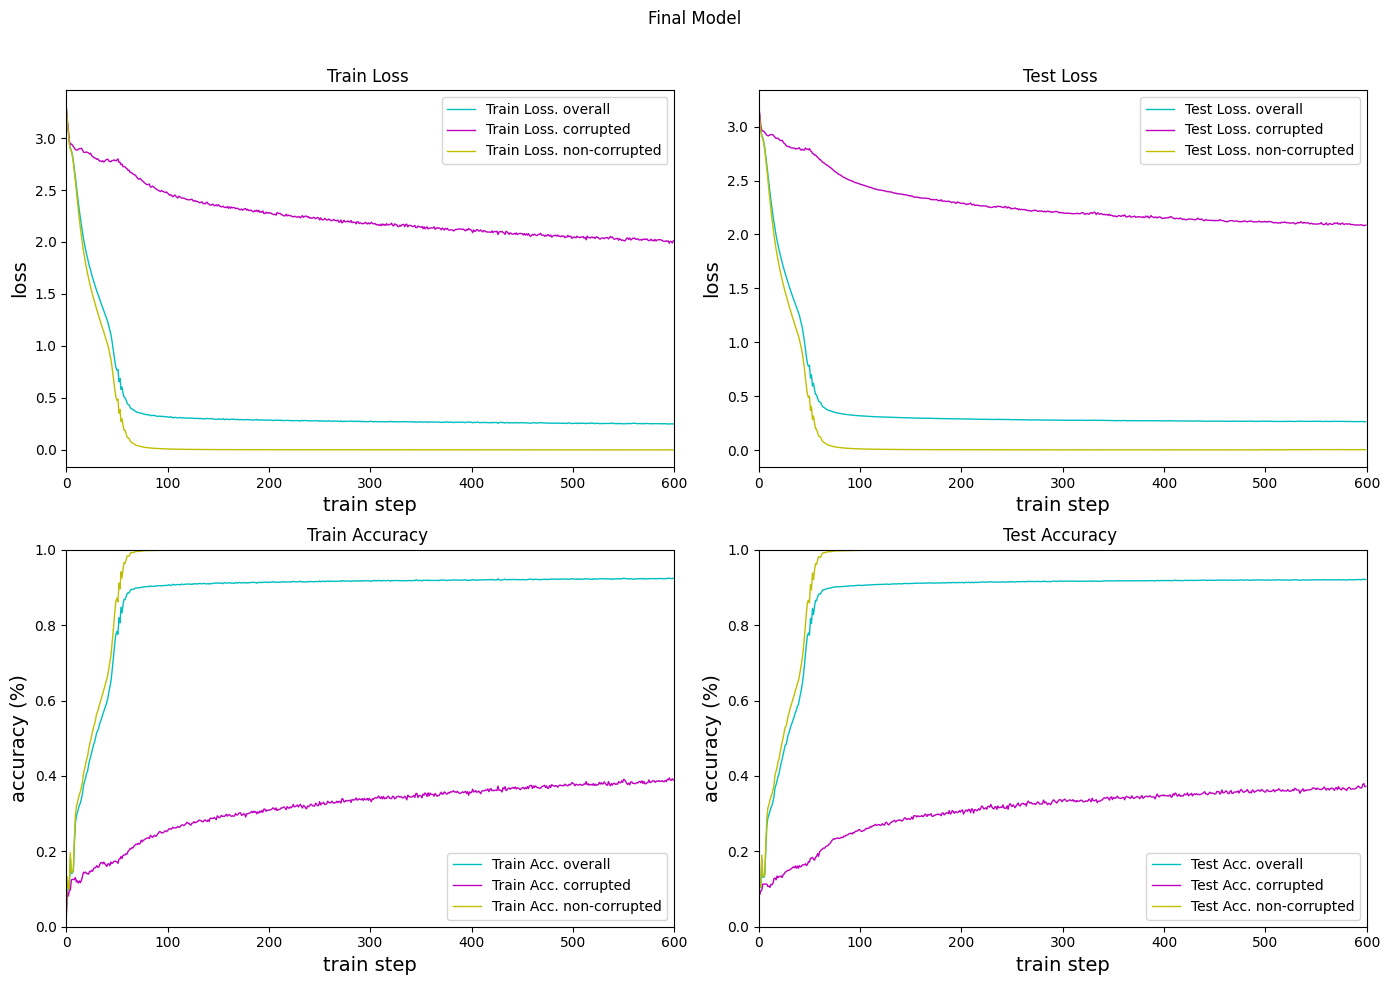 Final Model
Train Loss
3.0
2.5
2.0
1.5
1.0
0.5
0.0
loss
Train Loss. overall
Train Loss. corrupted
Train Loss. non-corrupted
0 100 200 300 400 500 600
train step
Test Loss
3.0
2.5
2.0
1.5
1.0
0.5
0.0
loss
Test Loss. overall
Test Loss. corrupted
Test Loss. non-corrupted
0 100 200 300 400 500 600
train step
Train Accuracy
1.0
0.8
0.6
0.4
0.2
0.0
accuracy (%)
Train Acc. overall
Train Acc. corrupted
Train Acc. non-corrupted
0 100 200 300 400 500 600
train step
Test Accuracy
1.0
0.8
0.6
0.4
0.2
0.0
accuracy (%)
Test Acc. overall
Test Acc. corrupted
Test Acc. non-corrupted
0 100 200 300 400 500 600
train step